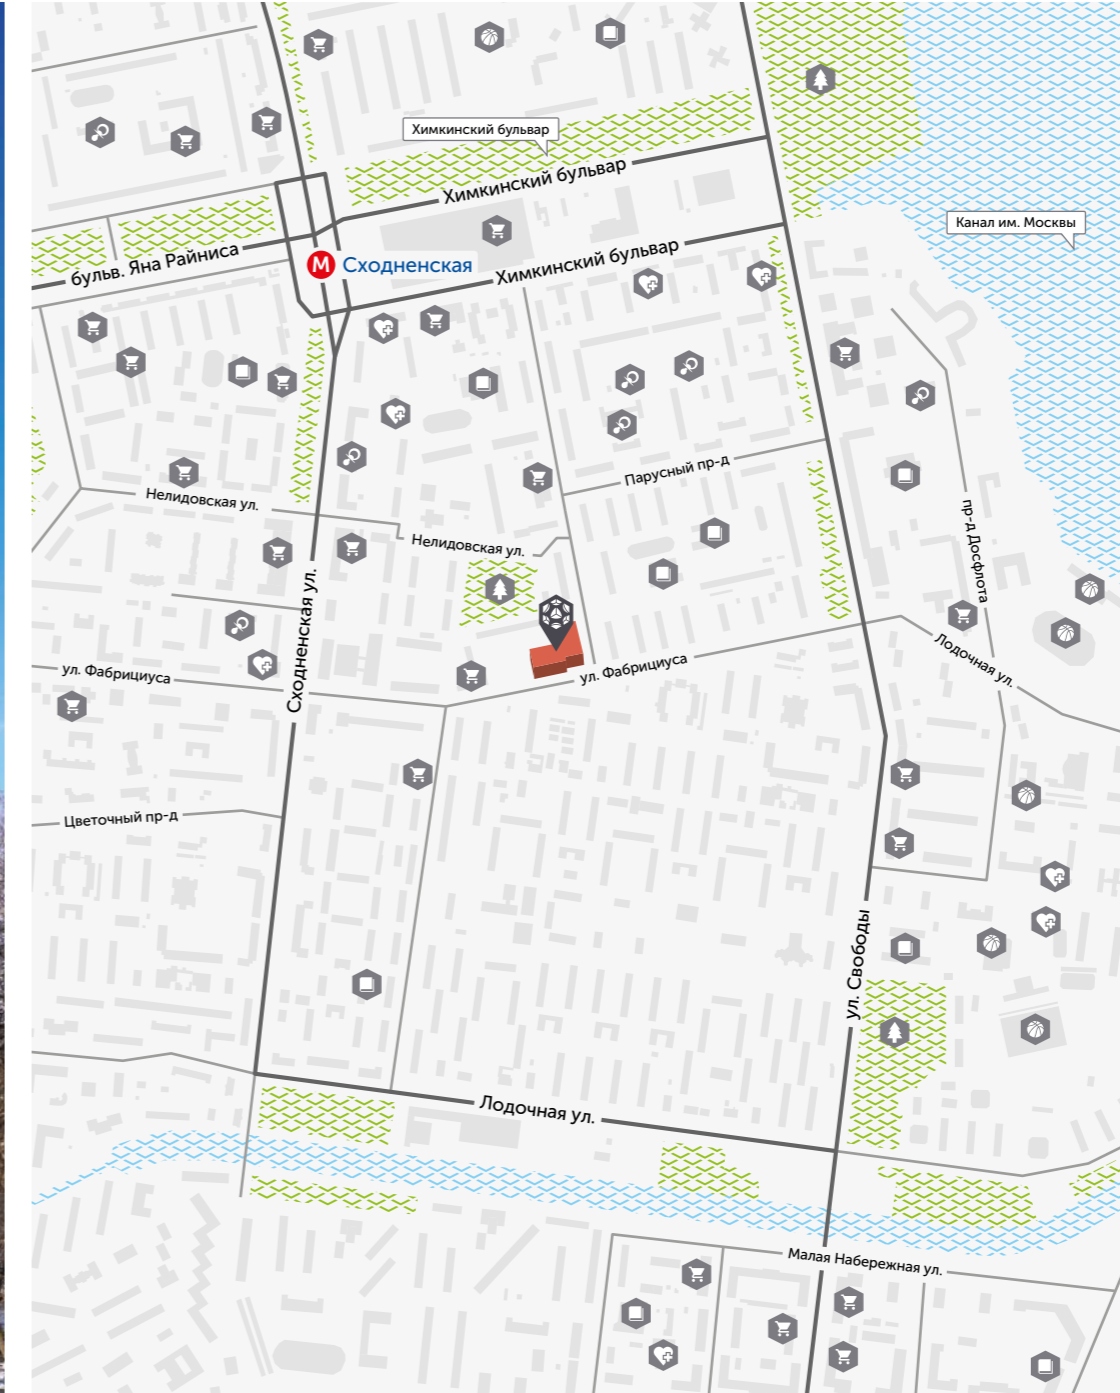 Химкинский бульвар
Химкинский бульвар
Канал им. Москвы
бульв. Яна Райниса
М Сходненская
Химкинский бульвар
Парусный пр-д
Нелидовская ул.
Нелидовская ул.
пр-д Досфлота
Сходненская ул.
Лодочная ул.
ул. Фабрициуса
ул. Фабрициуса
Цветочный пр-д
ул. Свободы
Лодочная ул.
Малая Набережная ул.